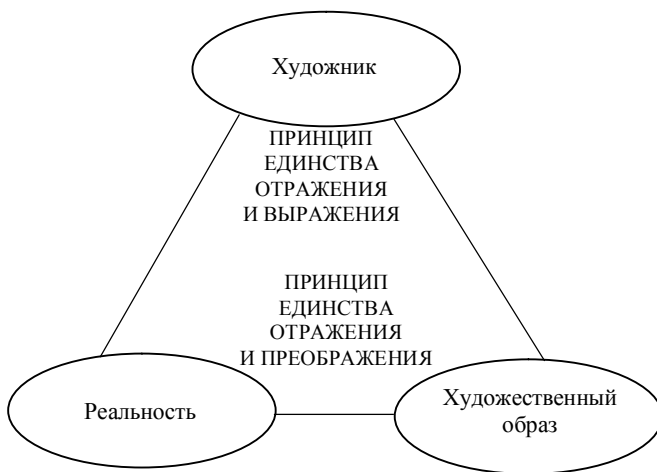 Художник
ПРИНЦИП
ЕДИНСТВА
ОТРАЖЕНИЯ
И ВЫРАЖЕНИЯ
ПРИНЦИП
ЕДИНСТВА
ОТРАЖЕНИЯ
И ПРЕОБРАЖЕНИЯ
Реальность
Художественный
образ